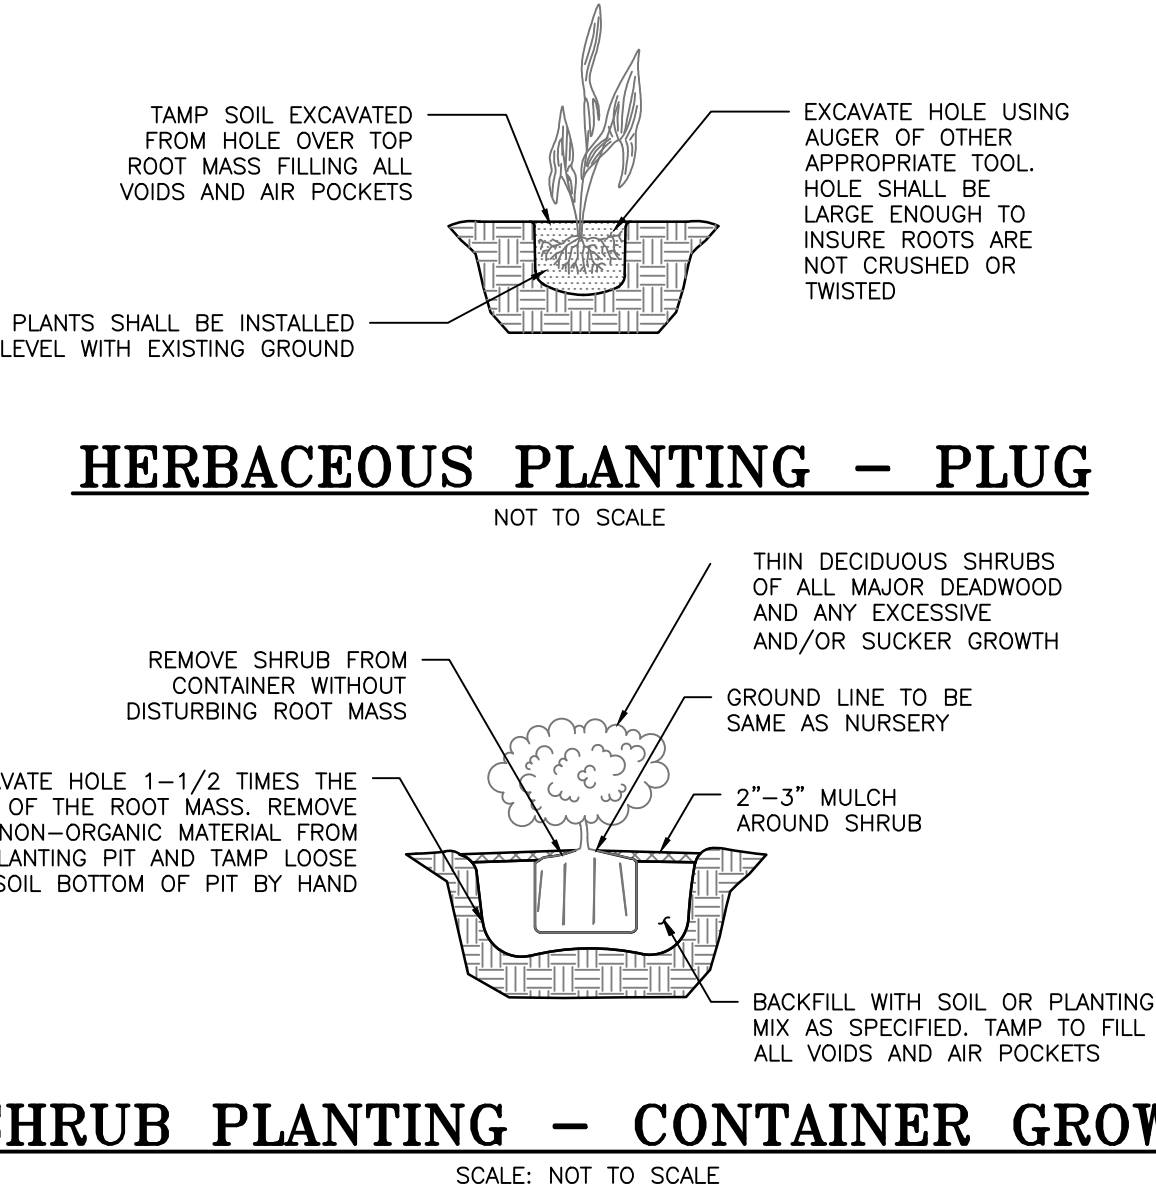 TAMP SOIL EXCAVATED
FROM HOLE OVER TOP
ROOT MASS FILLING ALL
VOIDS AND AIR POCKETS
EXCAVATE HOLE USING
AUGER OF OTHER
APPROPRIATE TOOL.
HOLE SHALL BE
LARGE ENOUGH TO
INSURE ROOTS ARE
NOT CRUSHED OR
TWISTED
PLANTS SHALL BE INSTALLED
LEVEL WITH EXISTING GROUND
HERBACEOUS PLANTING – PLUG
NOT TO SCALE
THIN DECIDUOUS SHRUBS
OF ALL MAJOR DEADWOOD
AND ANY EXCESSIVE
AND/OR SUCKER GROWTH
REMOVE SHRUB FROM
CONTAINER WITHOUT
DISTURBING ROOT MASS
GROUND LINE TO BE
SAME AS NURSERY
HOLE 1–1/2 TIMES THE
OF THE ROOT MASS. REMOVE
NON–ORGANIC MATERIAL FROM
PIT AND TAMP LOOSE
SOIL BOTTOM OF PIT BY HAND
2"–3" MULCH
AROUND SHRUB
BACKFILL WITH SOIL OR PLANTING
MIX AS SPECIFIED. TAMP TO FILL
ALL VOIDS AND AIR POCKETS
SHRUB PLANTING – CONTAINER GROW
SCALE: NOT TO SCALE